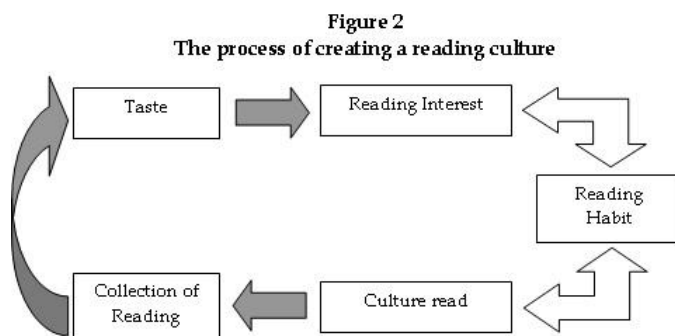 Figure 2
The process of creating a reading culture
Taste
Reading Interest
Reading
Habit
Collection of
Reading
Culture read